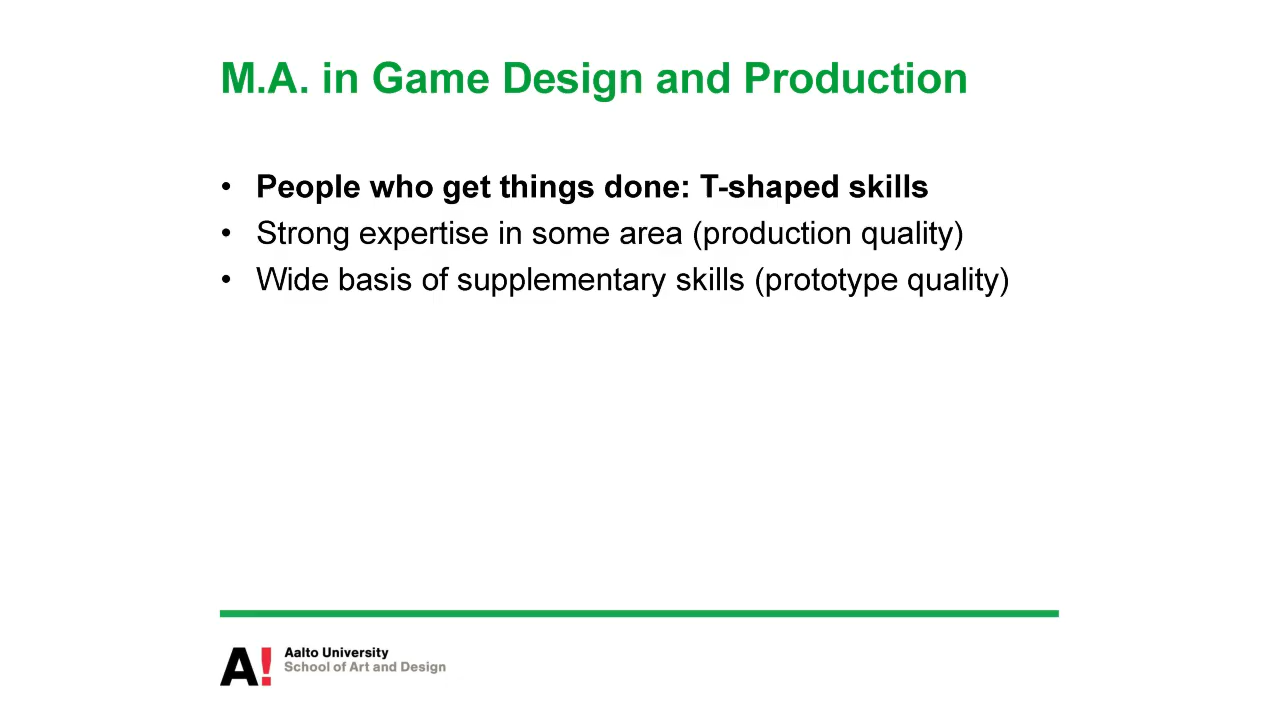 M.A. in Game Design and Production
• People who get things done: T-shaped skills
• Strong expertise in some area (production quality)
• Wide basis of supplementary skills (prototype quality)
A!
Aalto University
School of Art and Design